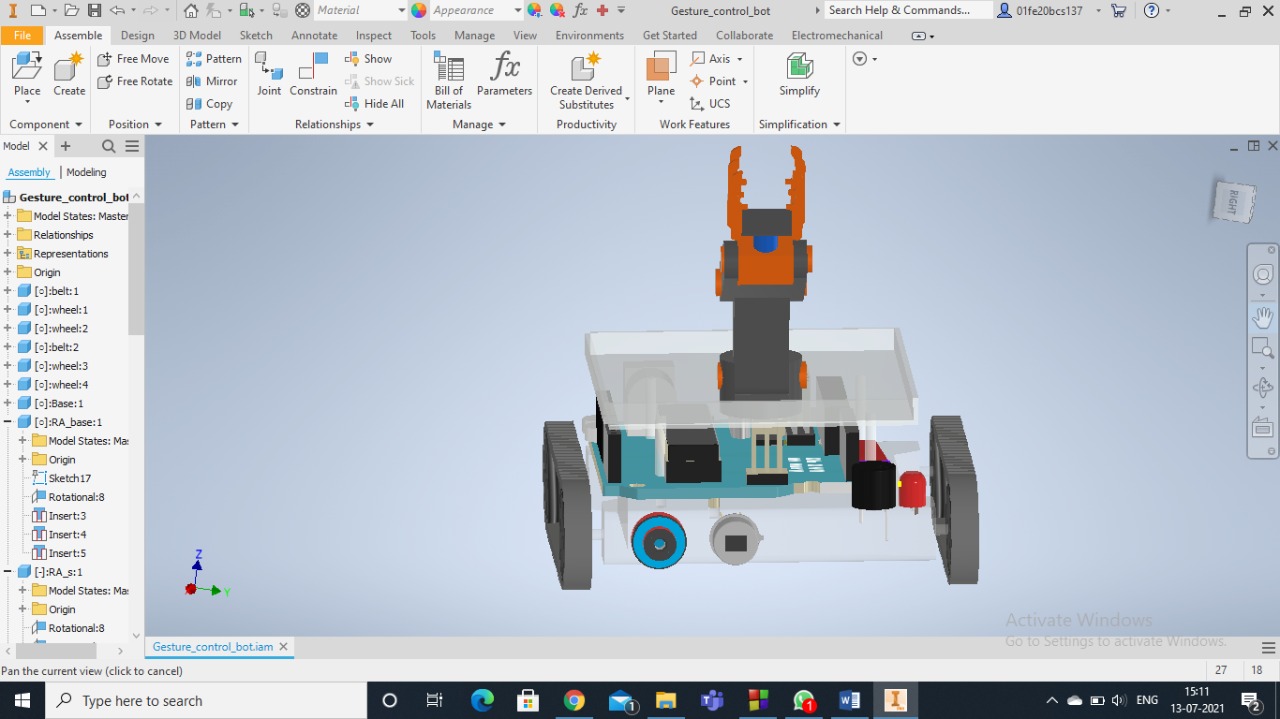 Material
Appearance
Gesture_control_bot
Search Help & Commands...
01fe20bcs137
File
Assemble
Design
3D Model
Sketch
Annotate
Inspect
Tools
Manage
View
Environments
Get Started
Collaborate
Electromechanical
Place
Create
Free Move
Free Rotate
Pattern
Mirror
Copy
Joint
Constrain
Show
Show Sick
Hide All
Bill of
Materials
fx
Parameters
Create Derived
Substitutes
Plane
Axis
Point
UCS
Simplify
Component
Position
Pattern
Relationships
Manage
Productivity
Work Features
Simplification
Model
Assembly
Modeling
Gesture_control_bot
Model States: Master
Relationships
Representations
Origin
[○]:belt:1
[○]:wheel:1
[○]:wheel:2
[○]:belt:2
[○]:wheel:3
[○]:wheel:4
[○]:Base:1
[○]:RA_base:1
Model States: Mas
Origin
Sketch17
Rotational:8
Insert:3
Insert:4
Insert:5
[-]:RA_s:1
Model States: Mas
Origin
Rotational:8
RIGHT
Z
Y
Activate Windows
Go to Settings to activate Windows.
Gesture_control_bot.iam
Pan the current view (click to cancel)
27
18
Type here to search
1
1
ENG
15:11
13-07-2021
2